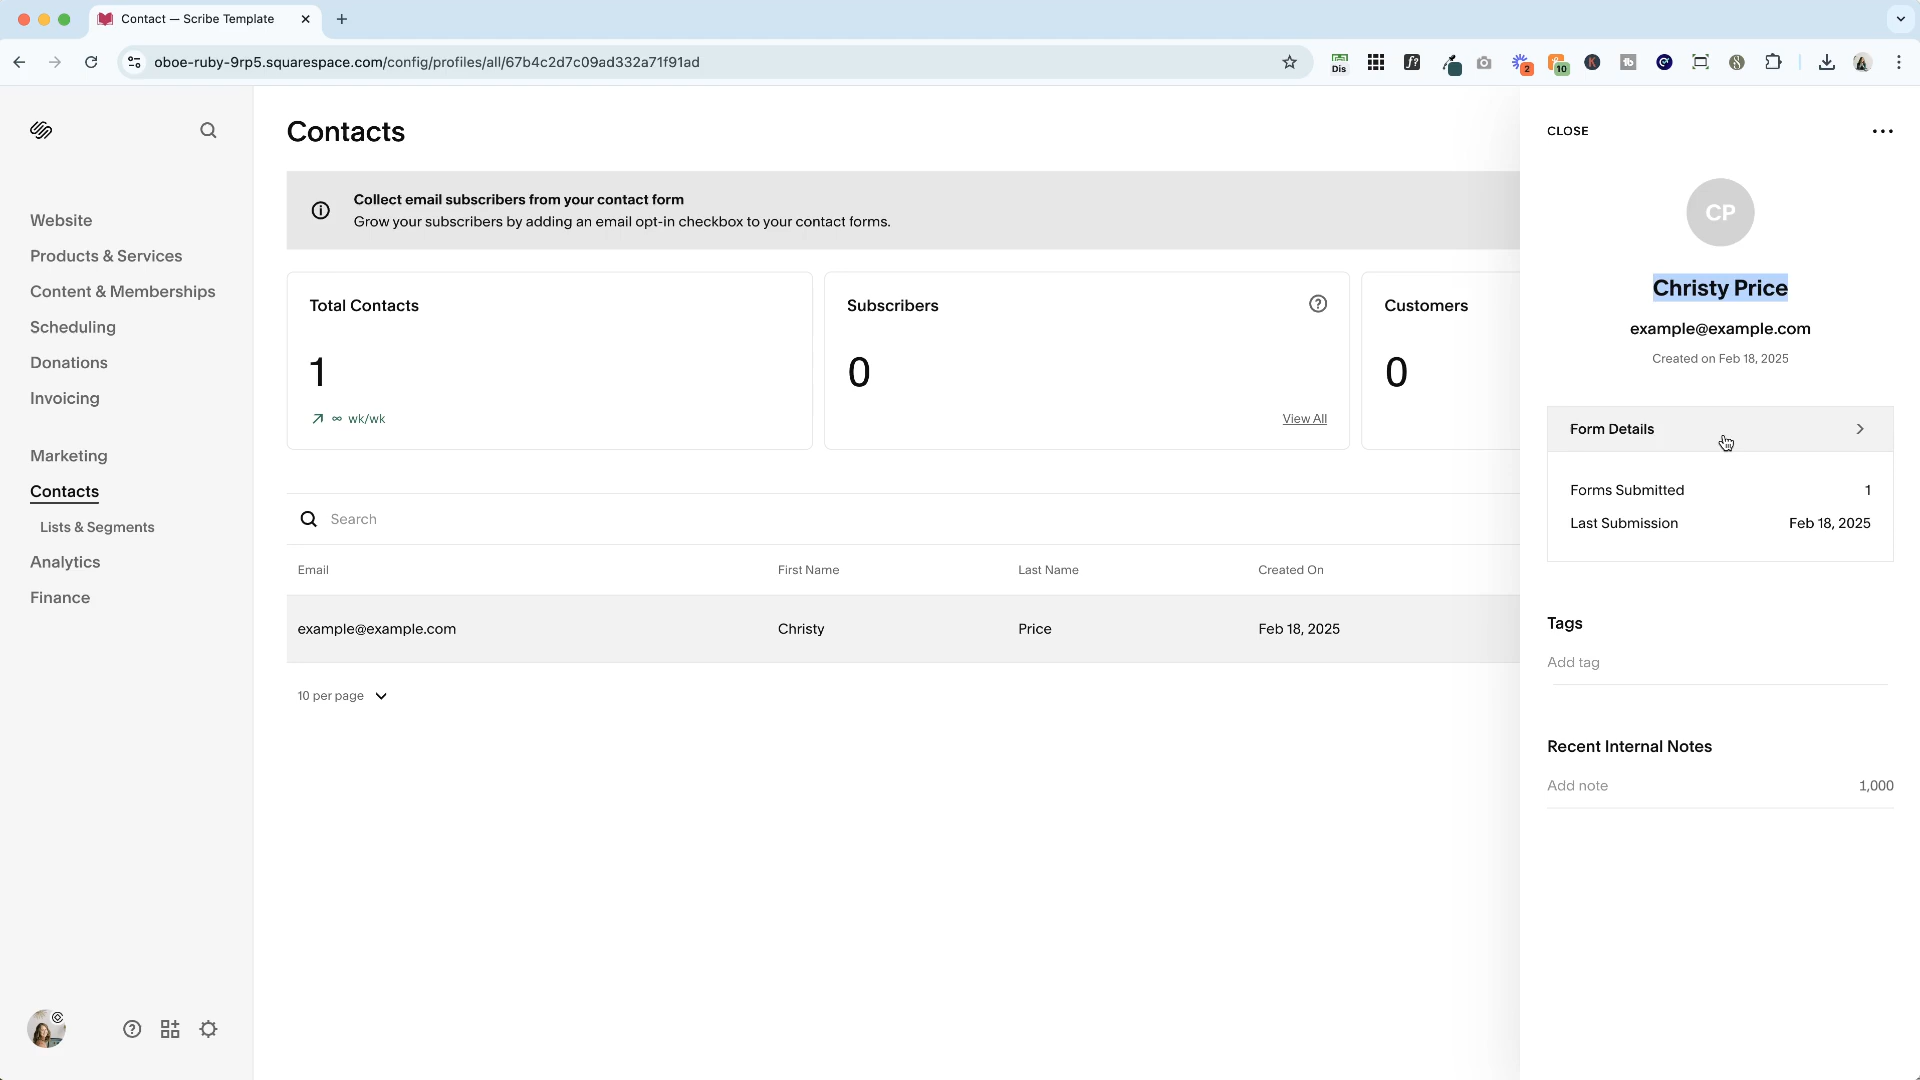 Contact — Scribe Template
oboe-ruby-9rp5.squarespace.com/config/profiles/all/67b4c2d7c09ad332a71f91ad
Dis
f?
2
10
K
tb
Website
Products & Services
Content & Memberships
Scheduling
Donations
Invoicing
Marketing
Contacts
Lists & Segments
Analytics
Finance
Contacts
Collect email subscribers from your contact form
Grow your subscribers by adding an email opt-in checkbox to your contact forms.
Total Contacts
1
∞ wk/wk
Subscribers
0
View All
Customers
0
Search
Email First Name Last Name Created On
example@example.com Christy Price Feb 18, 2025
10 per page
CLOSE
CP
Christy Price
example@example.com
Created on Feb 18, 2025
Form Details
Forms Submitted 1
Last Submission Feb 18, 2025
Tags
Add tag
Recent Internal Notes
Add note 1,000